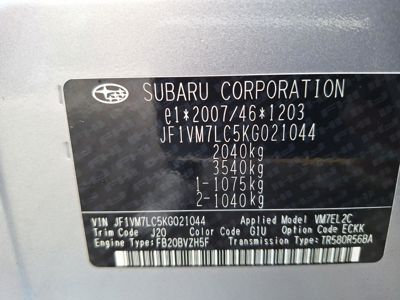 SUBARU CORPORATION
e1*2007/46*1203
JF1VM7LC5KG021044
2040kg
3540kg
1-1075kg
2-1040kg
VIN JF1VM7LC5KG021044 Applied Model VM7EL2C
Trim Code J20 Color Code G1U Option Code ECKK
Engine Type: FB20BVZH5F Transmission Type: TR580R56BA